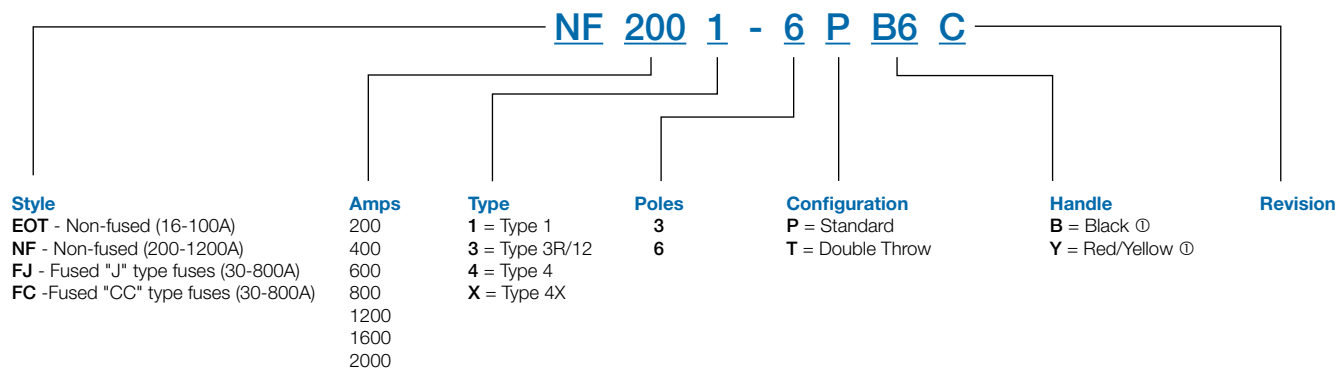 NF 200 1 - 6 P B6 C
Style
EOT - Non-fused (16-100A)
NF - Non-fused (200-1200A)
FJ - Fused "J" type fuses (30-800A)
FC -Fused "CC" type fuses (30-800A)
Amps
200
400
600
800
1200
1600
2000
Type
1 = Type 1
3 = Type 3R/12
4 = Type 4
X = Type 4X
Poles
3
6
Configuration
P = Standard
T = Double Throw
Handle
B = Black ①
Y = Red/Yellow ①
Revision